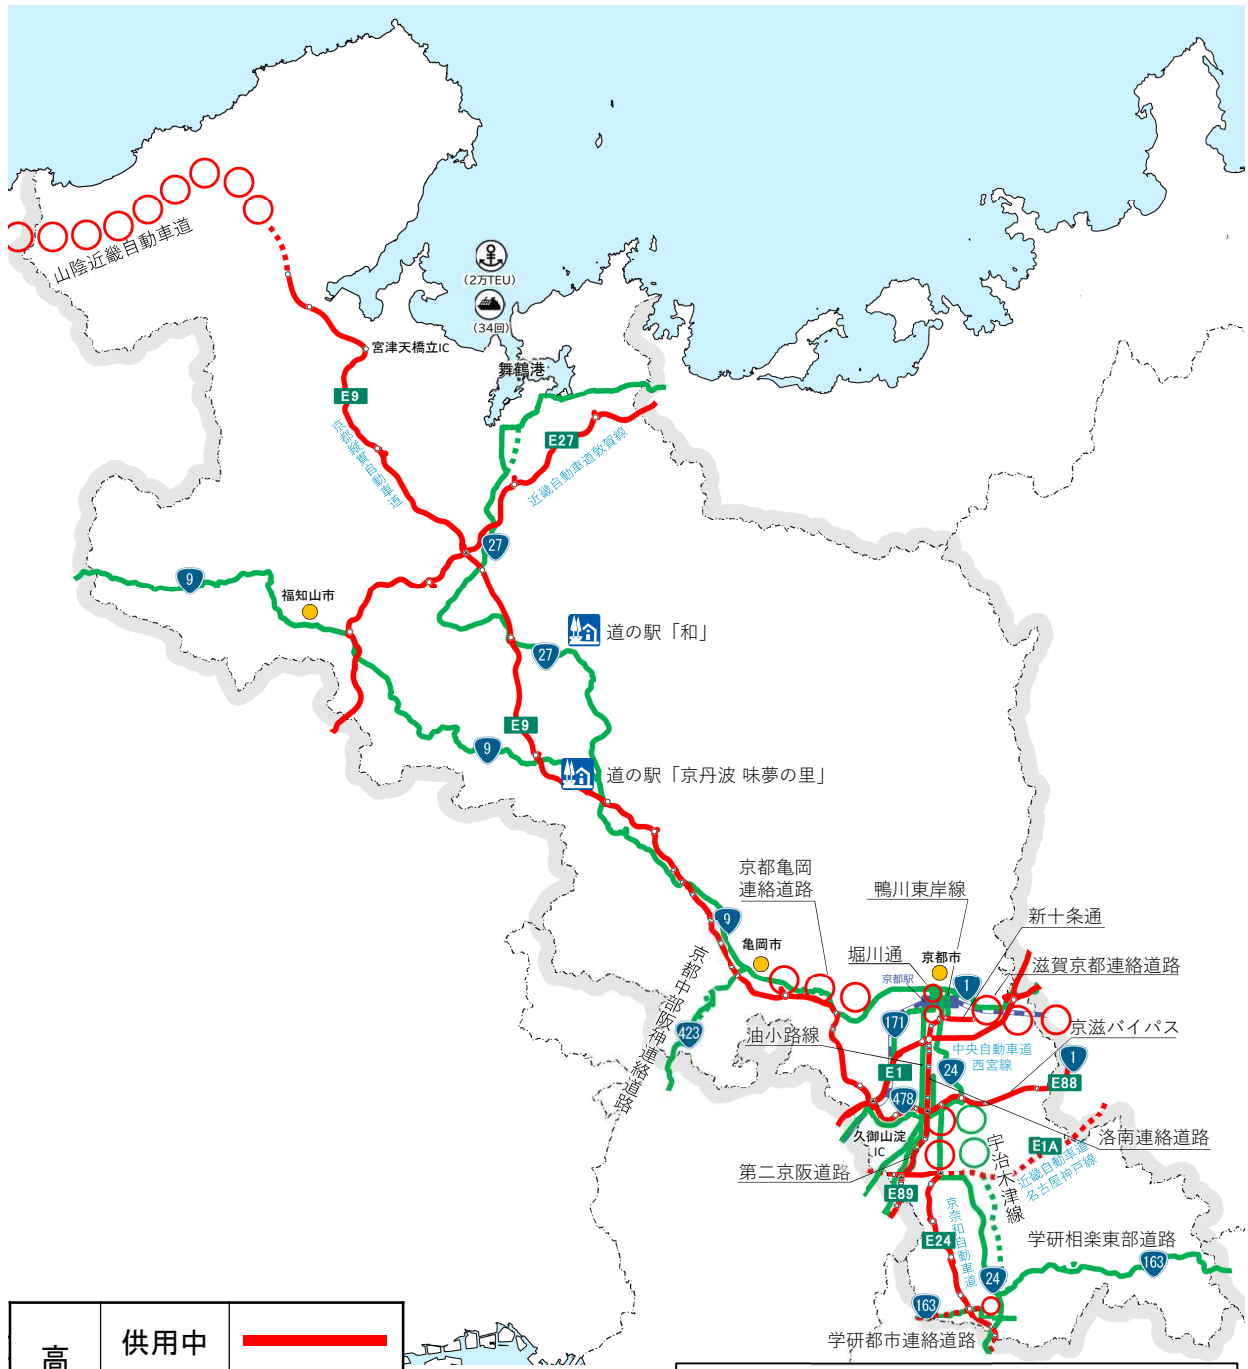 山陰近畿自動車道
(2万TEU)
(34回)
舞鶴港
宮津天橋立IC
E9
E27
京都縦貫自動車道
近畿自動車道敦賀線
27
9
福知山市
道の駅「和」
27
E9
9
道の駅「京丹波 味夢の里」
京都亀岡
連絡道路
鴨川東岸線
新十条通
9
亀岡市
堀川通
京都市
滋賀京都連絡道路
京都駅
1
京都中部阪神連絡道路
423
171
油小路線
京滋バイパス
中央自動車道
西宮線
1
E1
24
E88
478
久御山淀
IC
洛南連絡道路
E1A
宇治木津線
近畿自動車道
名古屋神戸線
第二京阪道路
E89
京奈和自動車道
E24
学研相楽東部道路
163
24
163
学研都市連絡道路
供用中
高